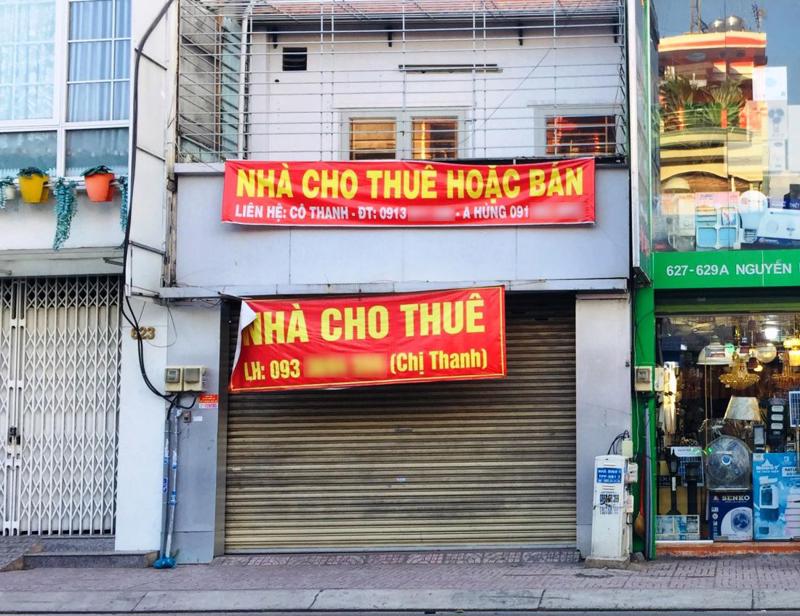 NHÀ CHO THUÊ HOẶC BÁN
LIÊN HỆ: CÔ THANH - ĐT: 0913 - A HÙNG 091
NHÀ CHO THUÊ
LH: 093 (Chị Thanh)
623
627-629A NGUYỄN
SENKO